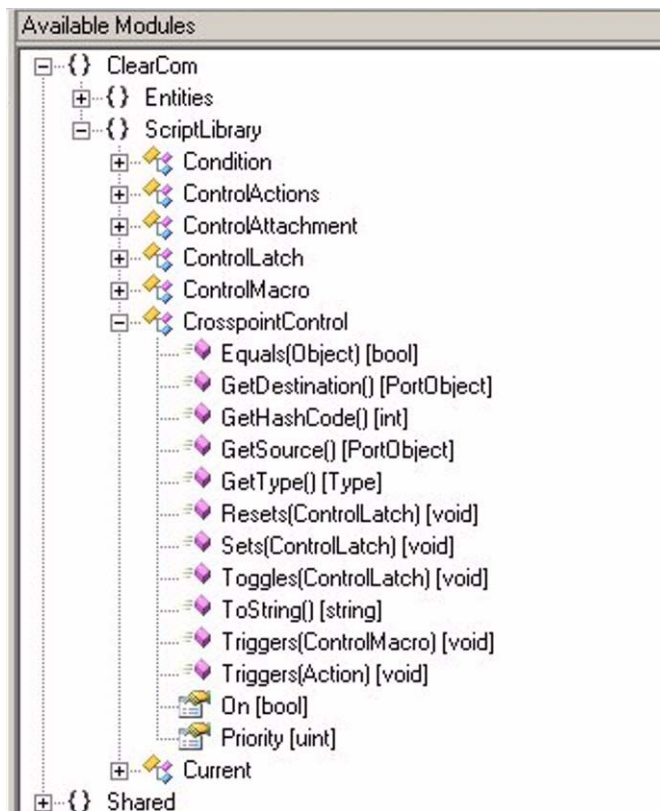 Available Modules
{} ClearCom
{} Entities
{} ScriptLibrary
Condition
ControlActions
ControlAttachment
ControlLatch
ControlMacro
CrosspointControl
Equals(Object) [bool]
GetDestination() [PortObject]
GetHashCode() [int]
GetSource() [PortObject]
GetType() [Type]
Resets(ControlLatch) [void]
Sets(ControlLatch) [void]
Toggles(ControlLatch) [void]
ToString() [string]
Triggers(ControlMacro) [void]
Triggers(Action) [void]
On [bool]
Priority [uint]
Current
{} Shared